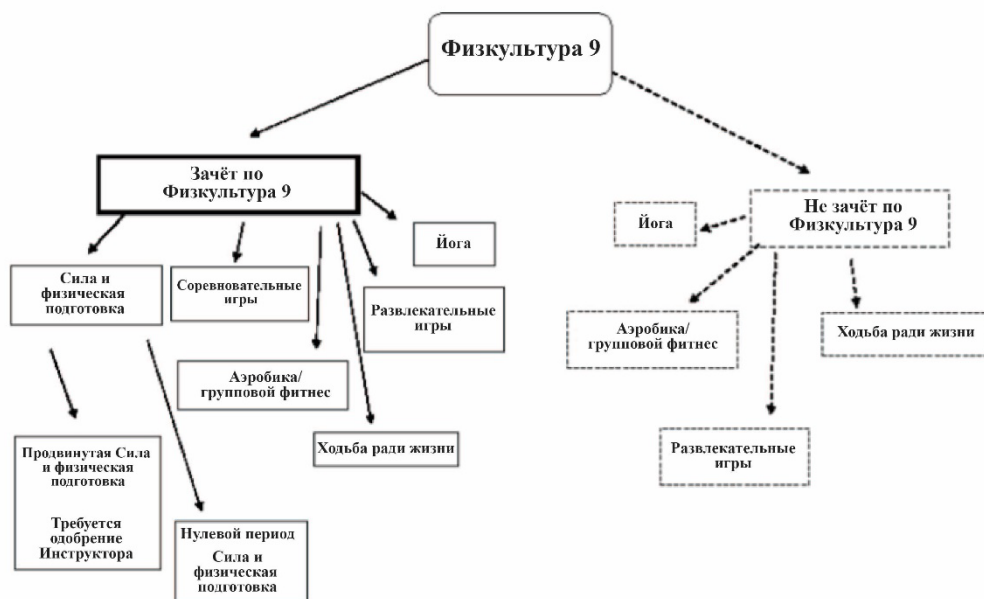 Физкультура 9
Зачёт по
Физкультура 9
Йога
Сила и
физическая
подготовка
Соревновательные
игры
Развлекательные
игры
Аэробика/
групповой фитнес
Ходьба ради жизни
Продвинутая Сила
и физическая
подготовка
Требуется
одобрение
Инструктора
Нулевой период
Сила и
физическая
подготовка
Не зачёт по
Физкультура 9
Йога
Аэробика/
групповой фитнес
Ходьба ради жизни
Развлекательные
игры